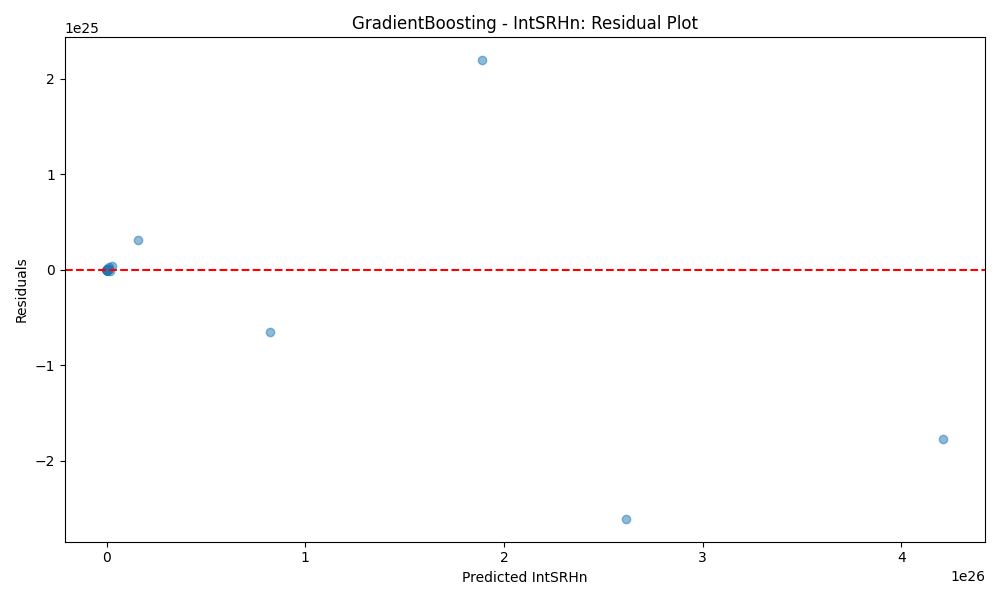 GradientBoosting - IntSRHn: Residual Plot
1e25
2
1
0
−1
−2
Residuals
0 1 2 3 4
1e26
Predicted IntSRHn